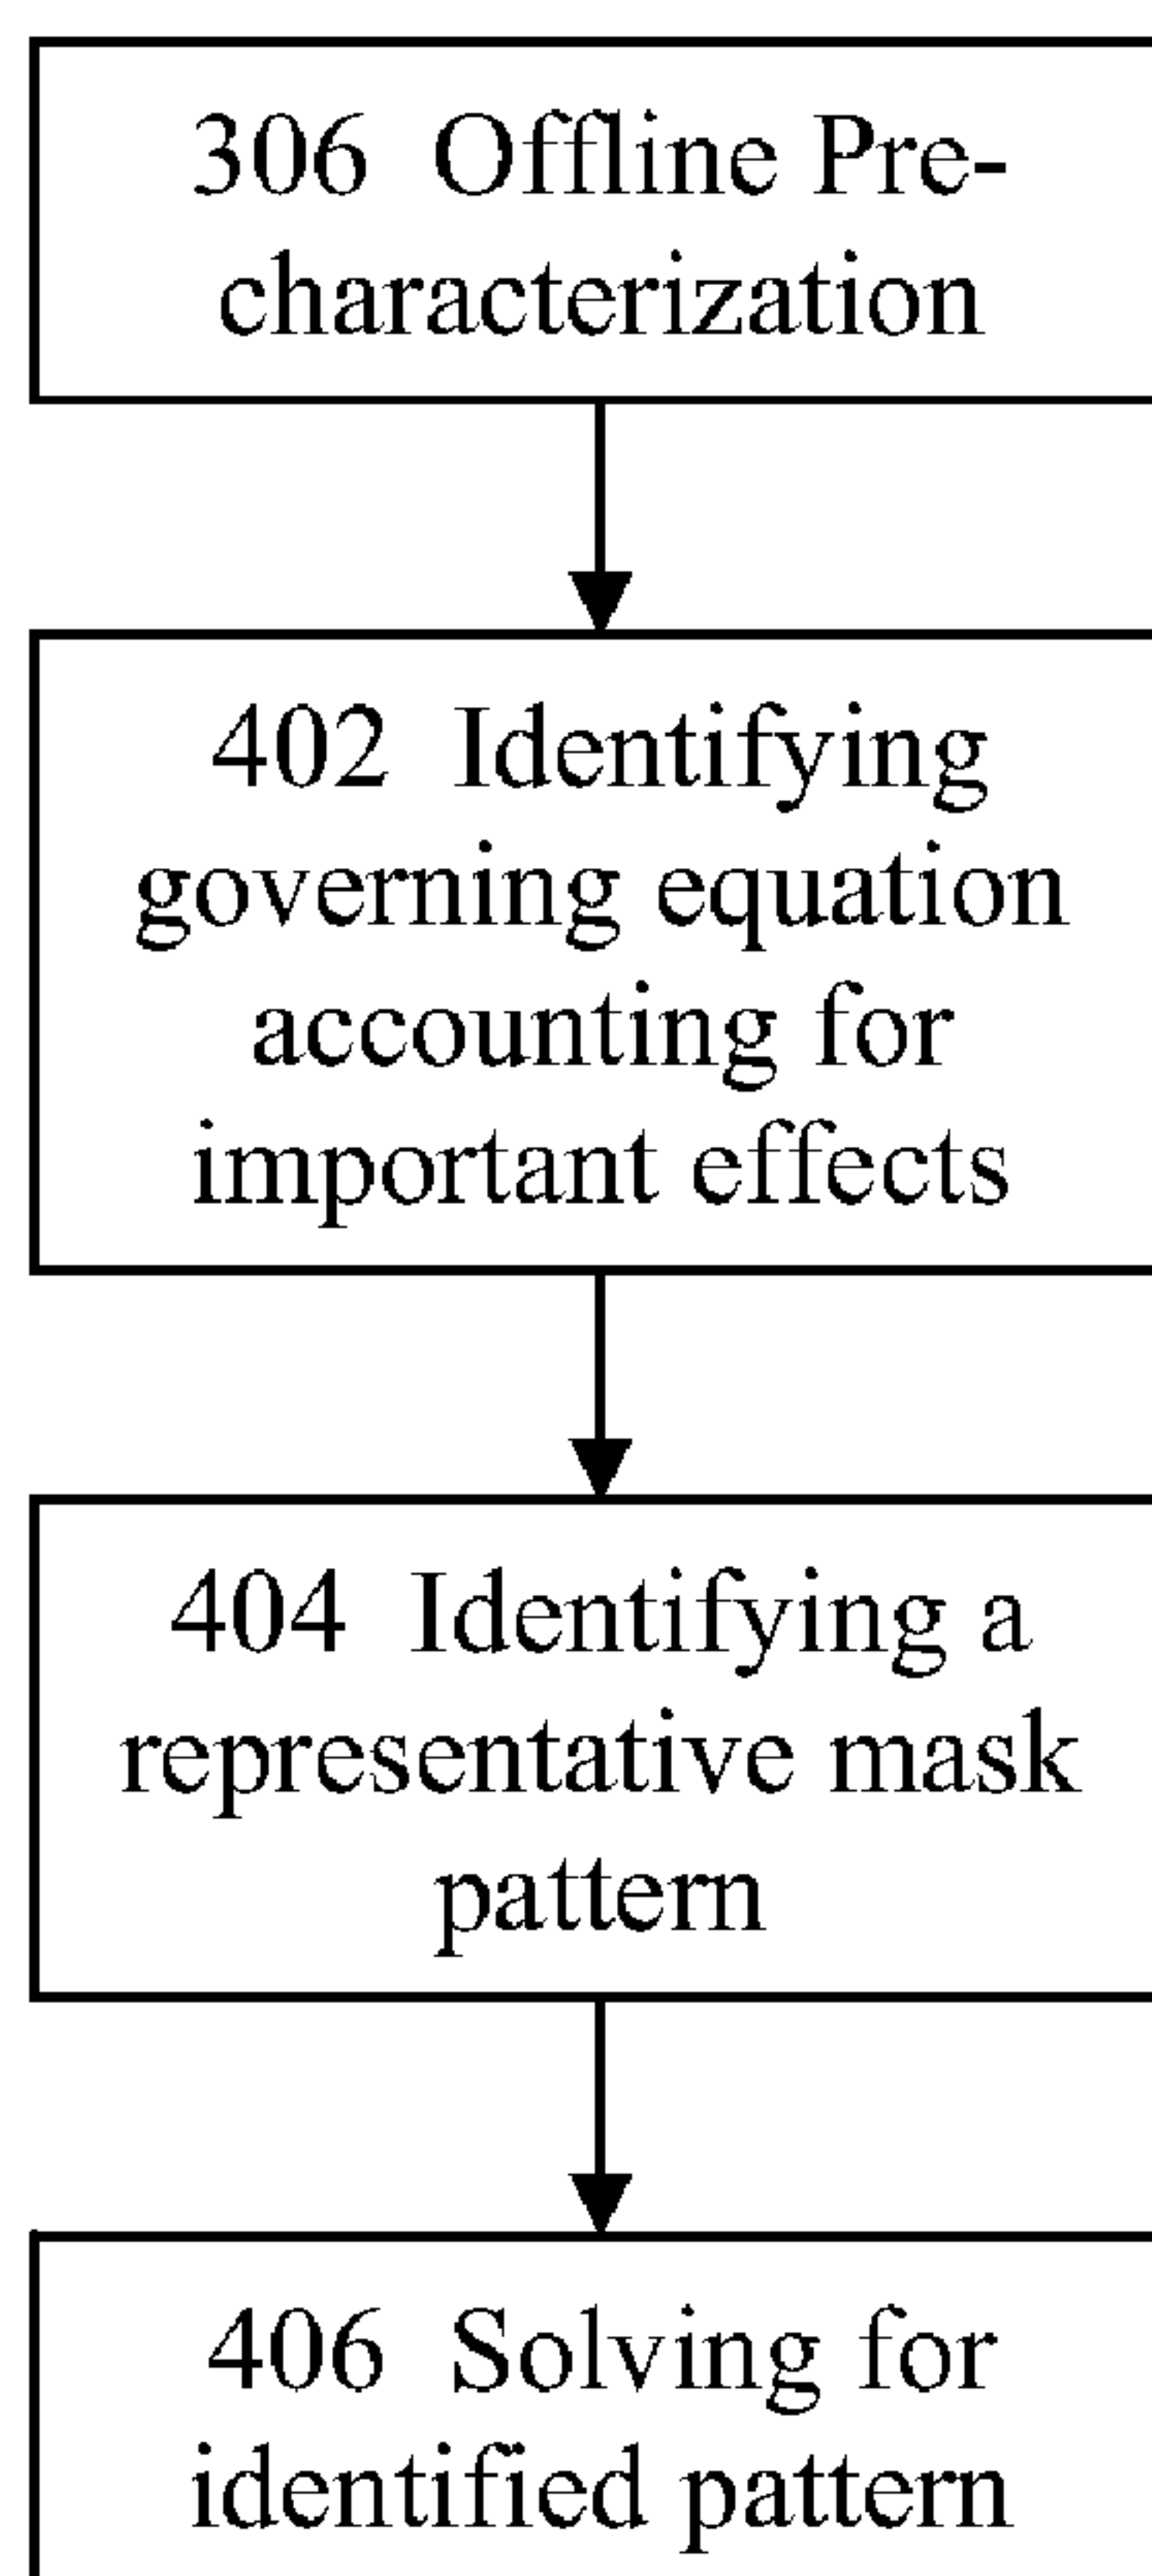 306 Offline Pre-
characterization
402 Identifying
governing equation
accounting for
important effects
404 Identifying a
representative mask
pattern
406 Solving for
identified pattern